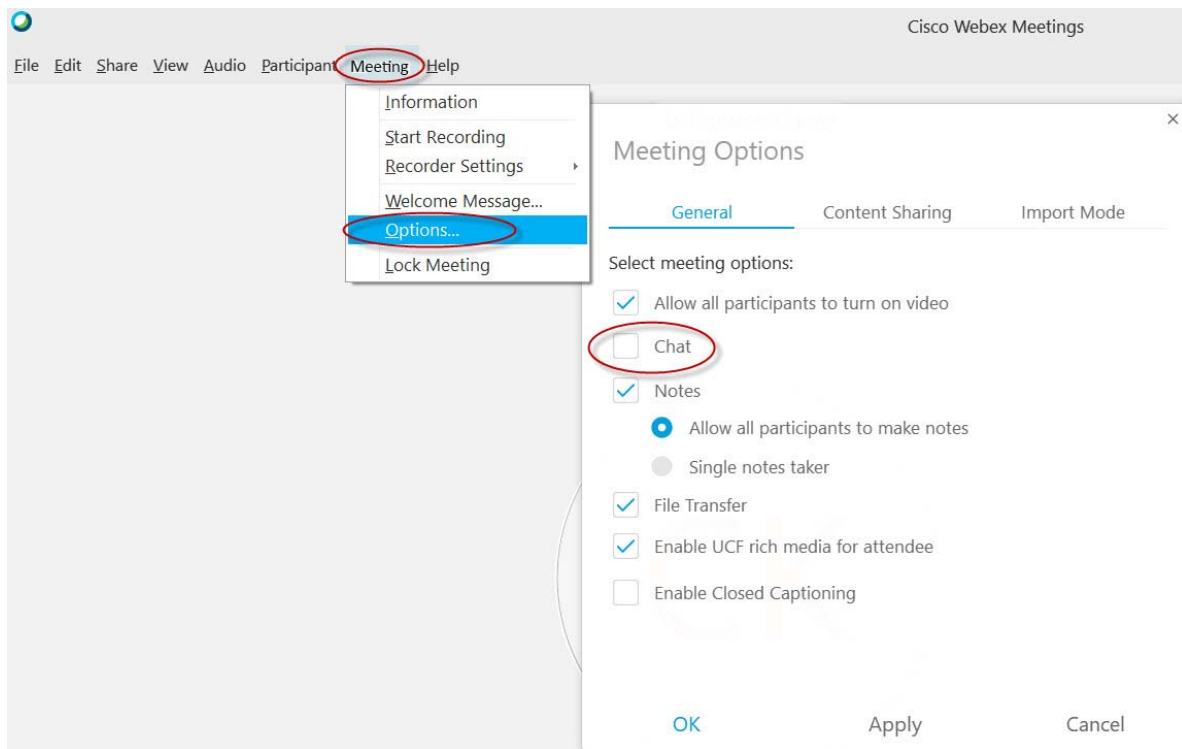 Cisco Webex Meetings
File Edit Share View Audio Participant Meeting Help
Information
Start Recording
Recorder Settings
Welcome Message...
Options...
Lock Meeting
Meeting Options
General Content Sharing Import Mode
Select meeting options:
Allow all participants to turn on video
Chat
Notes
Allow all participants to make notes
Single notes taker
File Transfer
Enable UCF rich media for attendee
Enable Closed Captioning
OK Apply Cancel